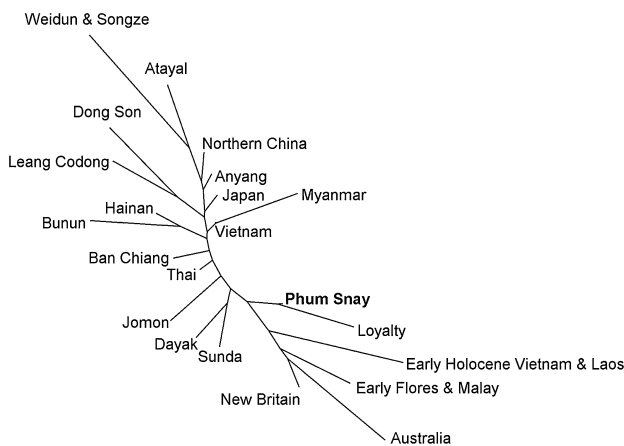 Weidun & Songze
Atayal
Dong Son
Northern China
Leang Codong
Anyang
Japan
Myanmar
Hainan
Bunun
Vietnam
Ban Chiang
Thai
Phum Snay
Jomon
Loyalty
Dayak
Sunda
Early Holocene Vietnam & Laos
Early Flores & Malay
New Britain
Australia